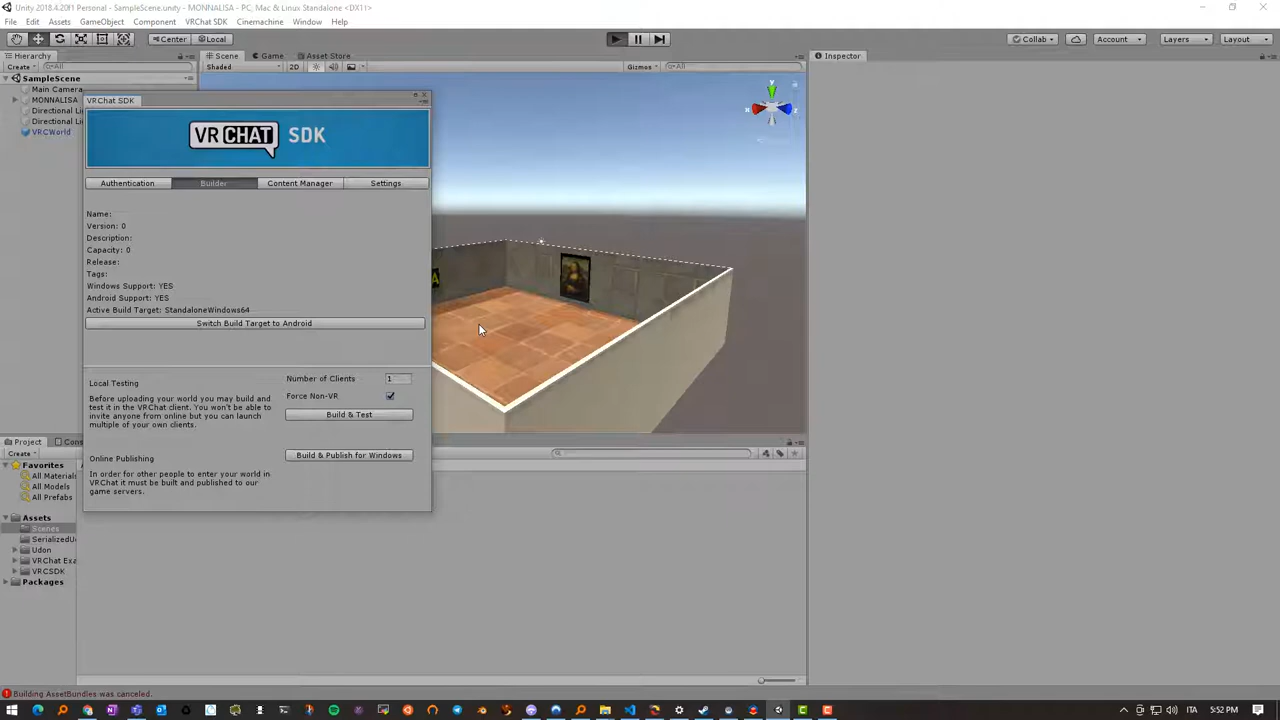 Unity 2018.4.20f1 Personal - SampleScene.unity - MONNALISA - PC, Mac & Linux Standalone <DX11>
File Edit Assets GameObject Component VRChat SDK Cinemachine Window Help
Center Local Collab Account Layers Layout
Hierarchy Scene Game Asset Store Inspector
Create All Shaded 2D Gizmos All
SampleScene
Main Camera
MONNALISA
Directional Li
Directional Li
VRCWorld
VRChat SDK
VRCHAT SDK
Authentication Builder Content Manager Settings
Name:
Version: 0
Description:
Capacity: 0
Release:
Tags:
Windows Support: YES
Android Support: YES
Active Build Target: StandaloneWindows64
Switch Build Target to Android
Local Testing
Before uploading your world you may build and
test it in the VRChat client. You won't be able to
invite anyone from online but you can launch
multiple of your own clients.
Number of Clients 1
Force Non-VR
Build & Test
Online Publishing
In order for other people to enter your world in
VRChat it must be built and published to our
game servers.
Build & Publish for Windows
y
x
z
Project Cons
Create
Favorites
All Materials
All Models
All Prefabs
Assets
Scenes
SerializedU
Udon
VRChat Exa
VRCSDK
Packages
Building AssetBundles was canceled.
ITA 5:52 PM